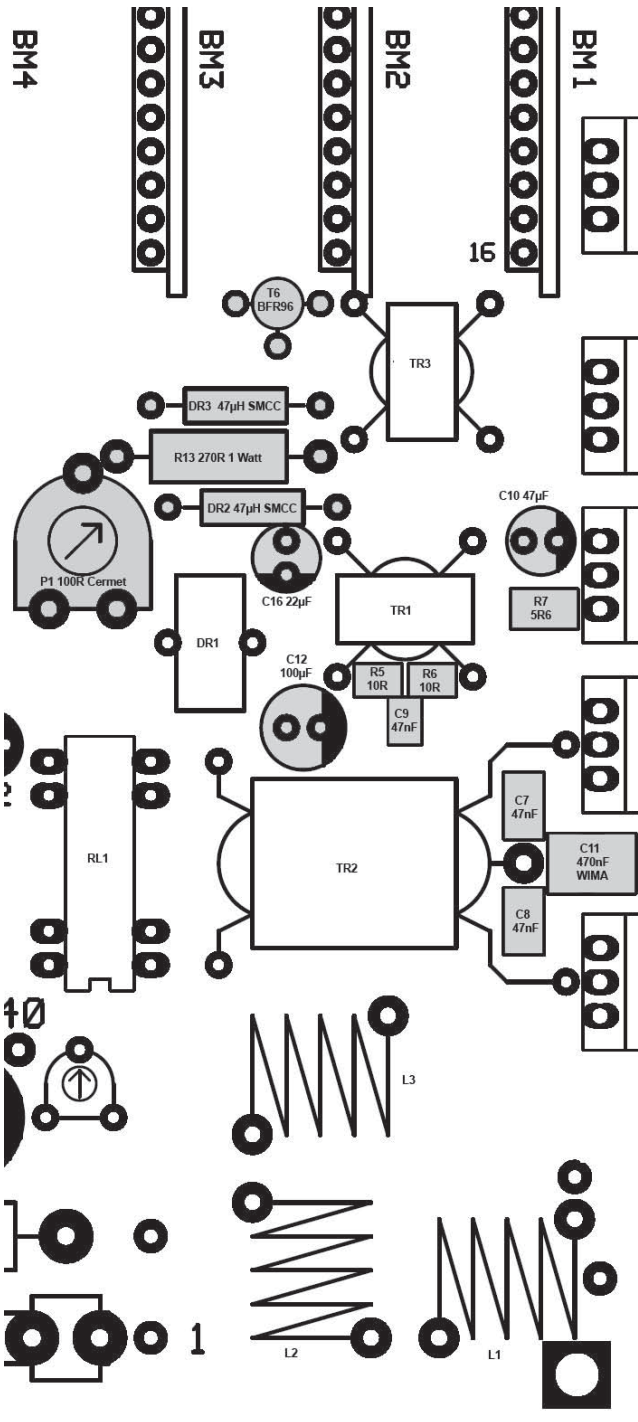 BM4
BM3
BM2
BM1
16
T6
BFR96
TR3
DR3 47µH SMCC
R13 270R 1 Watt
DR2 47µH SMCC
C10 47µF
P1 100R Cermet
C16 22µF
TR1
R7
5R6
DR1
C12
100µF
R5
10R
R6
10R
C9
47nF
C7
47nF
RL1
TR2
C11
470nF
WIMA
C8
47nF
40
L3
1
L2
L1